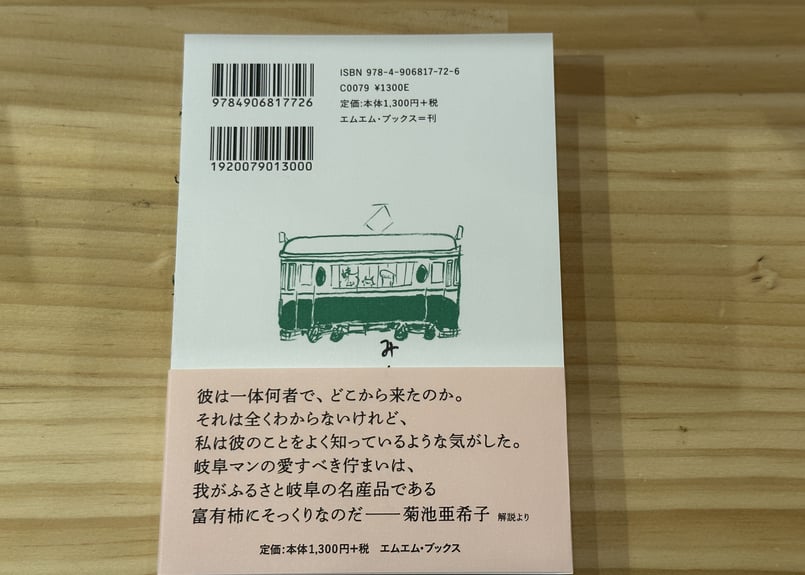 9784906817726
1920079013000
ISBN 978-4-906817-72-6
C0079 ¥1300E
定価:本体1,300円+税
エムエム・ブックス=刊
み
彼は一体何者で、どこから来たのか。
それは全くわからないけれど、
私は彼のことをよく知っているような気がした。
岐阜マンの愛すべき佇まいは、
我がふるさと岐阜の名産品である
富有柿にそっくりなのだ──菊池亜希子 解説より
定価:本体1,300円+税 エムエム・ブックス